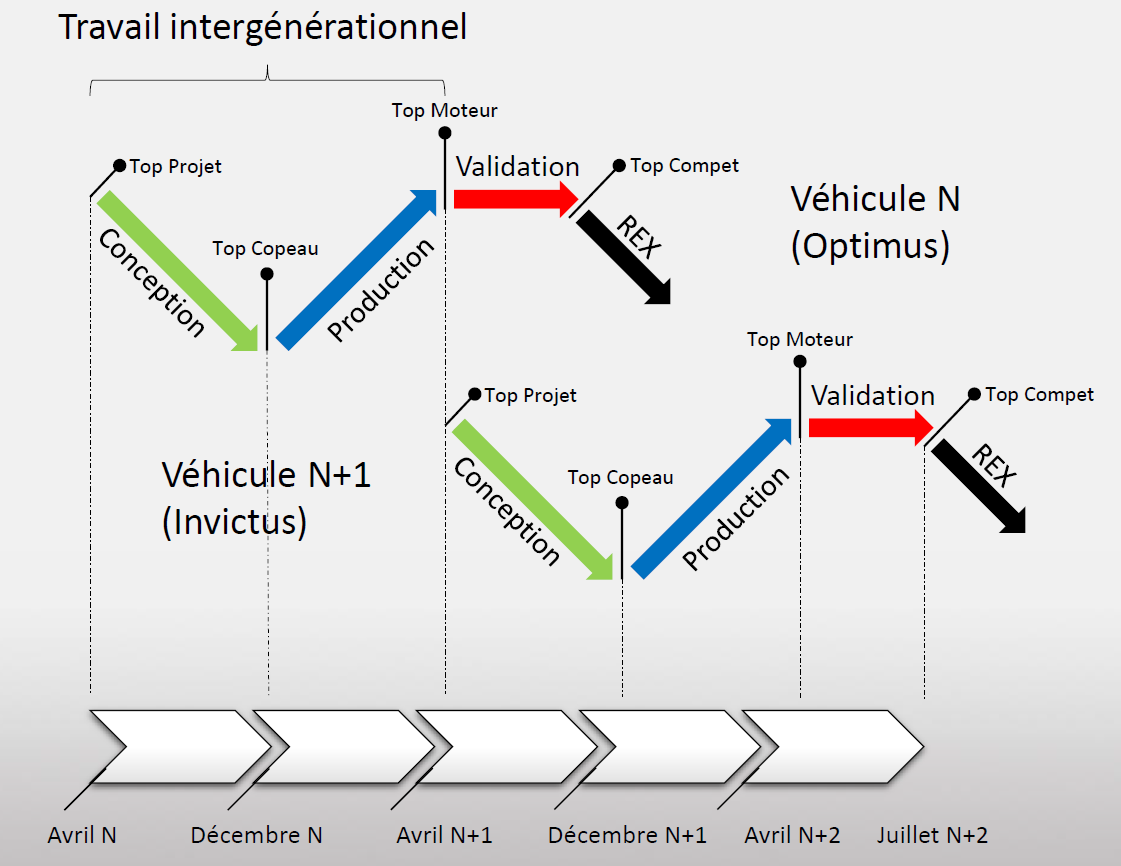 Travail intergénérationnel
Top Moteur
Top Projet
Validation
Top Compet
Conception
Top Copeau
Production
REX
Véhicule N
(Optimus)
Top Moteur
Top Projet
Validation
Top Compet
Véhicule N+1
(Invictus)
Conception
Top Copeau
Production
REX
Avril N
Décembre N
Avril N+1
Décembre N+1
Avril N+2
Juillet N+2